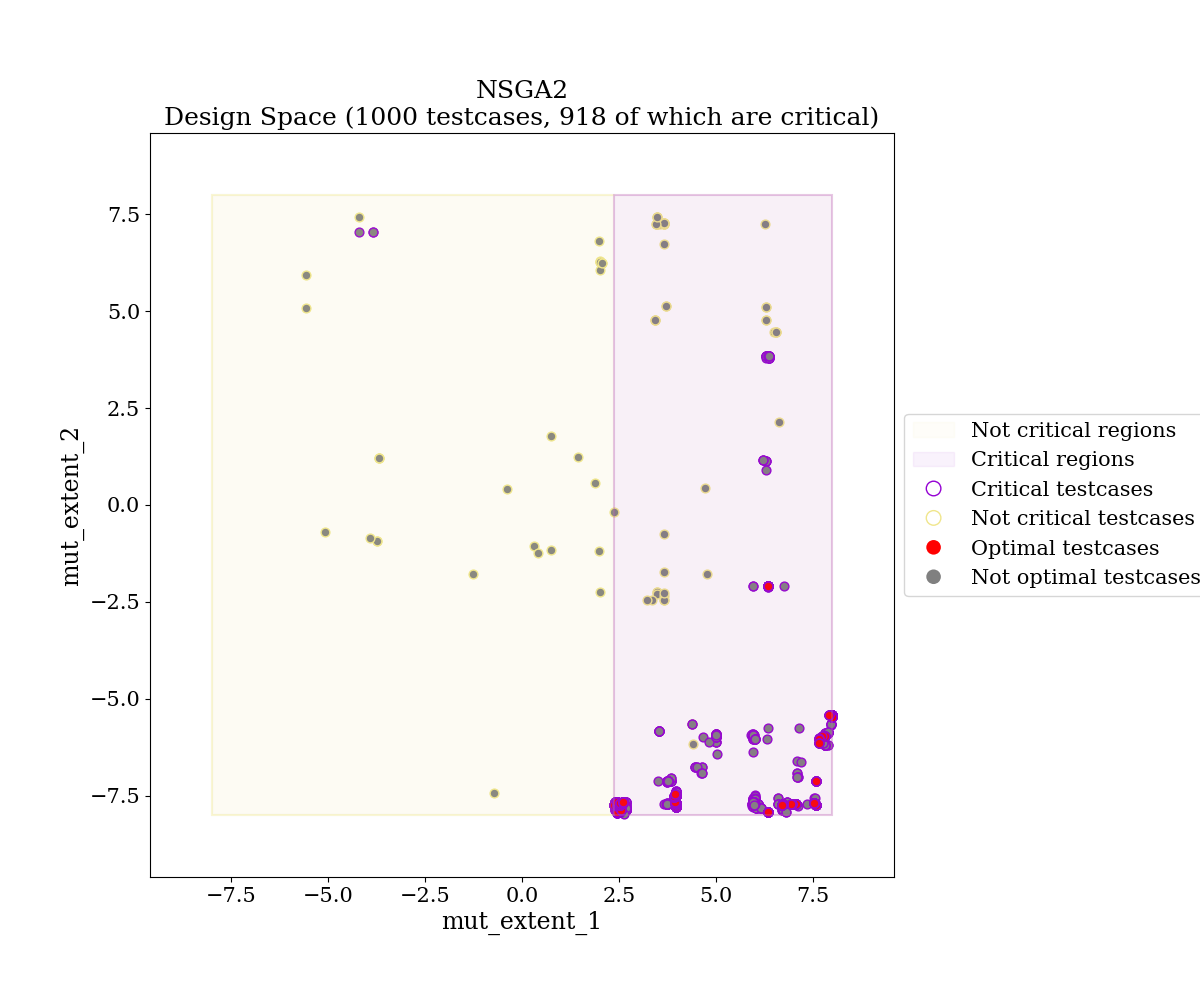 NSGA2
Design Space (1000 testcases, 918 of which are critical)
7.5
5.0
2.5
0.0
−2.5
−5.0
−7.5
mut_extent_2
−7.5
−5.0
−2.5
0.0
2.5
5.0
7.5
mut_extent_1
Not critical regions
Critical regions
Critical testcases
Not critical testcases
Optimal testcases
Not optimal testcases